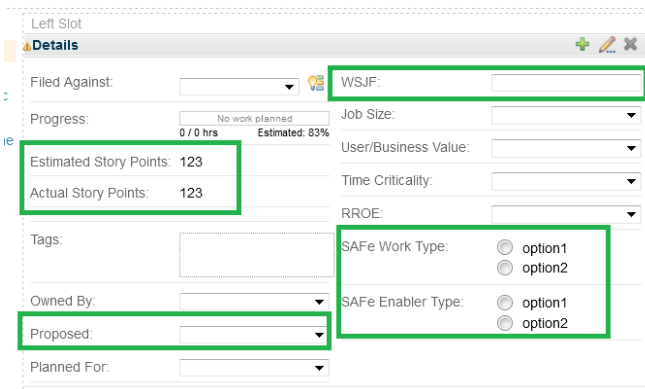 Left Slot
Details
Filed Against:
Progress:
No work planned
0 / 0 hrs Estimated: 83%
Estimated Story Points: 123
Actual Story Points: 123
Tags:
Owned By:
Proposed:
Planned For:
WSJF:
Job Size:
User/Business Value:
Time Criticality:
RROE:
SAFe Work Type:
option1
option2
SAFe Enabler Type:
option1
option2